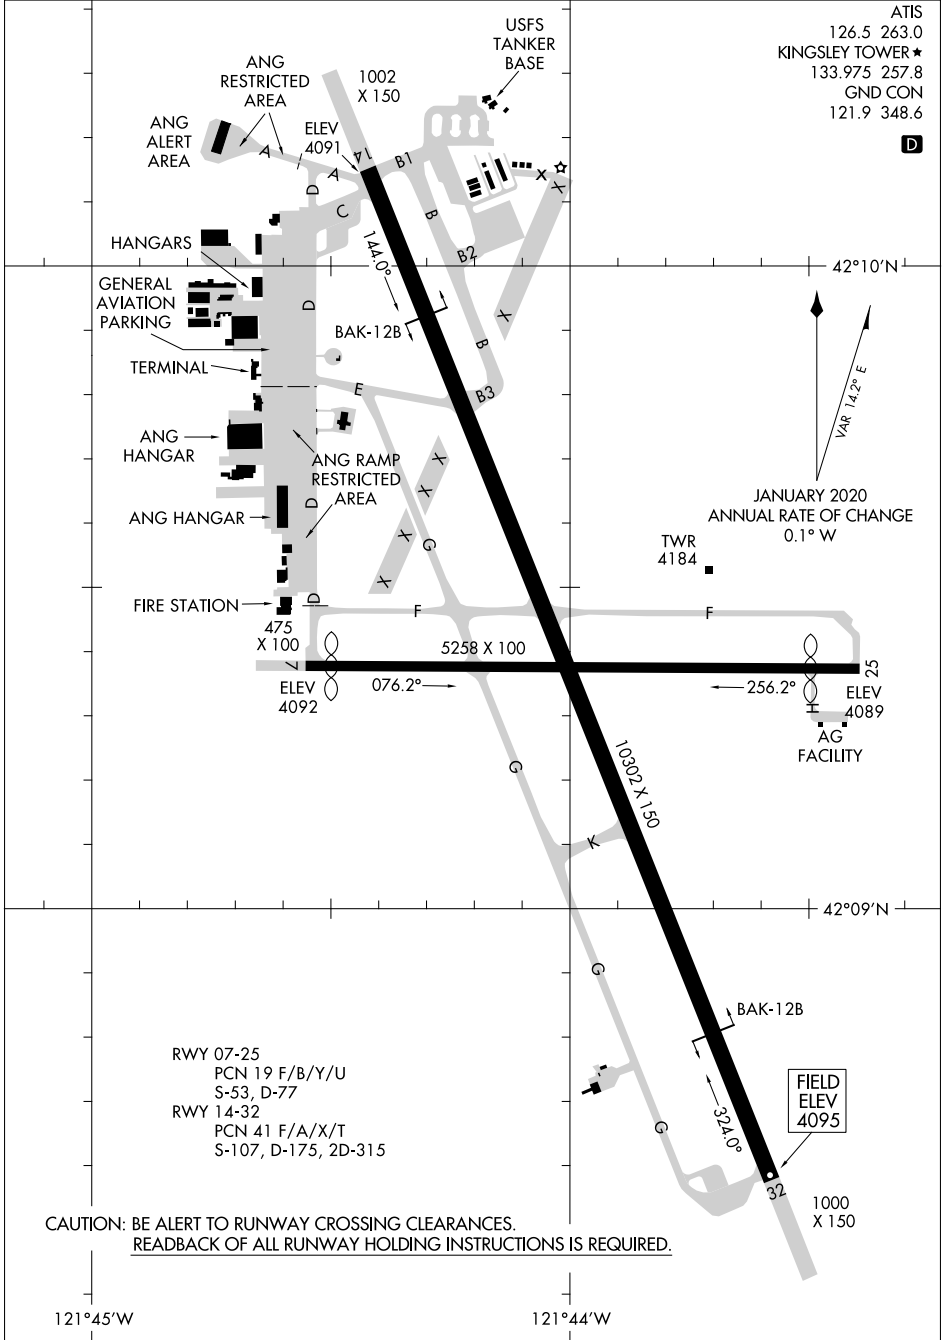 ATIS
126.5 263.0
KINGSLEY TOWER★
133.975 257.8
GND CON
121.9 348.6
D
USFS
TANKER
BASE
1002
X 150
ANG
RESTRICTED
AREA
ANG
ALERT
AREA
ELEV
4091
14
A
A
B1
D
C
B
B2
X
X
HANGARS
144.0°
42°10'N
GENERAL
AVIATION
PARKING
D
BAK-12B
X
B
TERMINAL
E
B3
VAR 14.2° E
ANG
HANGAR
ANG RAMP
RESTRICTED
AREA
X
X
X
X
D
G
ANG HANGAR
JANUARY 2020
ANNUAL RATE OF CHANGE
0.1° W
TWR
4184
FIRE STATION
D
F
F
475
X 100
5258 X 100
7
25
ELEV
4092
076.2°
256.2°
ELEV
4089
H
AG
FACILITY
G
10302 X 150
K
42°09'N
G
BAK-12B
RWY 07-25
PCN 19 F/B/Y/U
S-53, D-77
RWY 14-32
PCN 41 F/A/X/T
S-107, D-175, 2D-315
FIELD
ELEV
4095
324.0°
G
32
1000
X 150
CAUTION: BE ALERT TO RUNWAY CROSSING CLEARANCES.
READBACK OF ALL RUNWAY HOLDING INSTRUCTIONS IS REQUIRED.
121°45'W
121°44'W